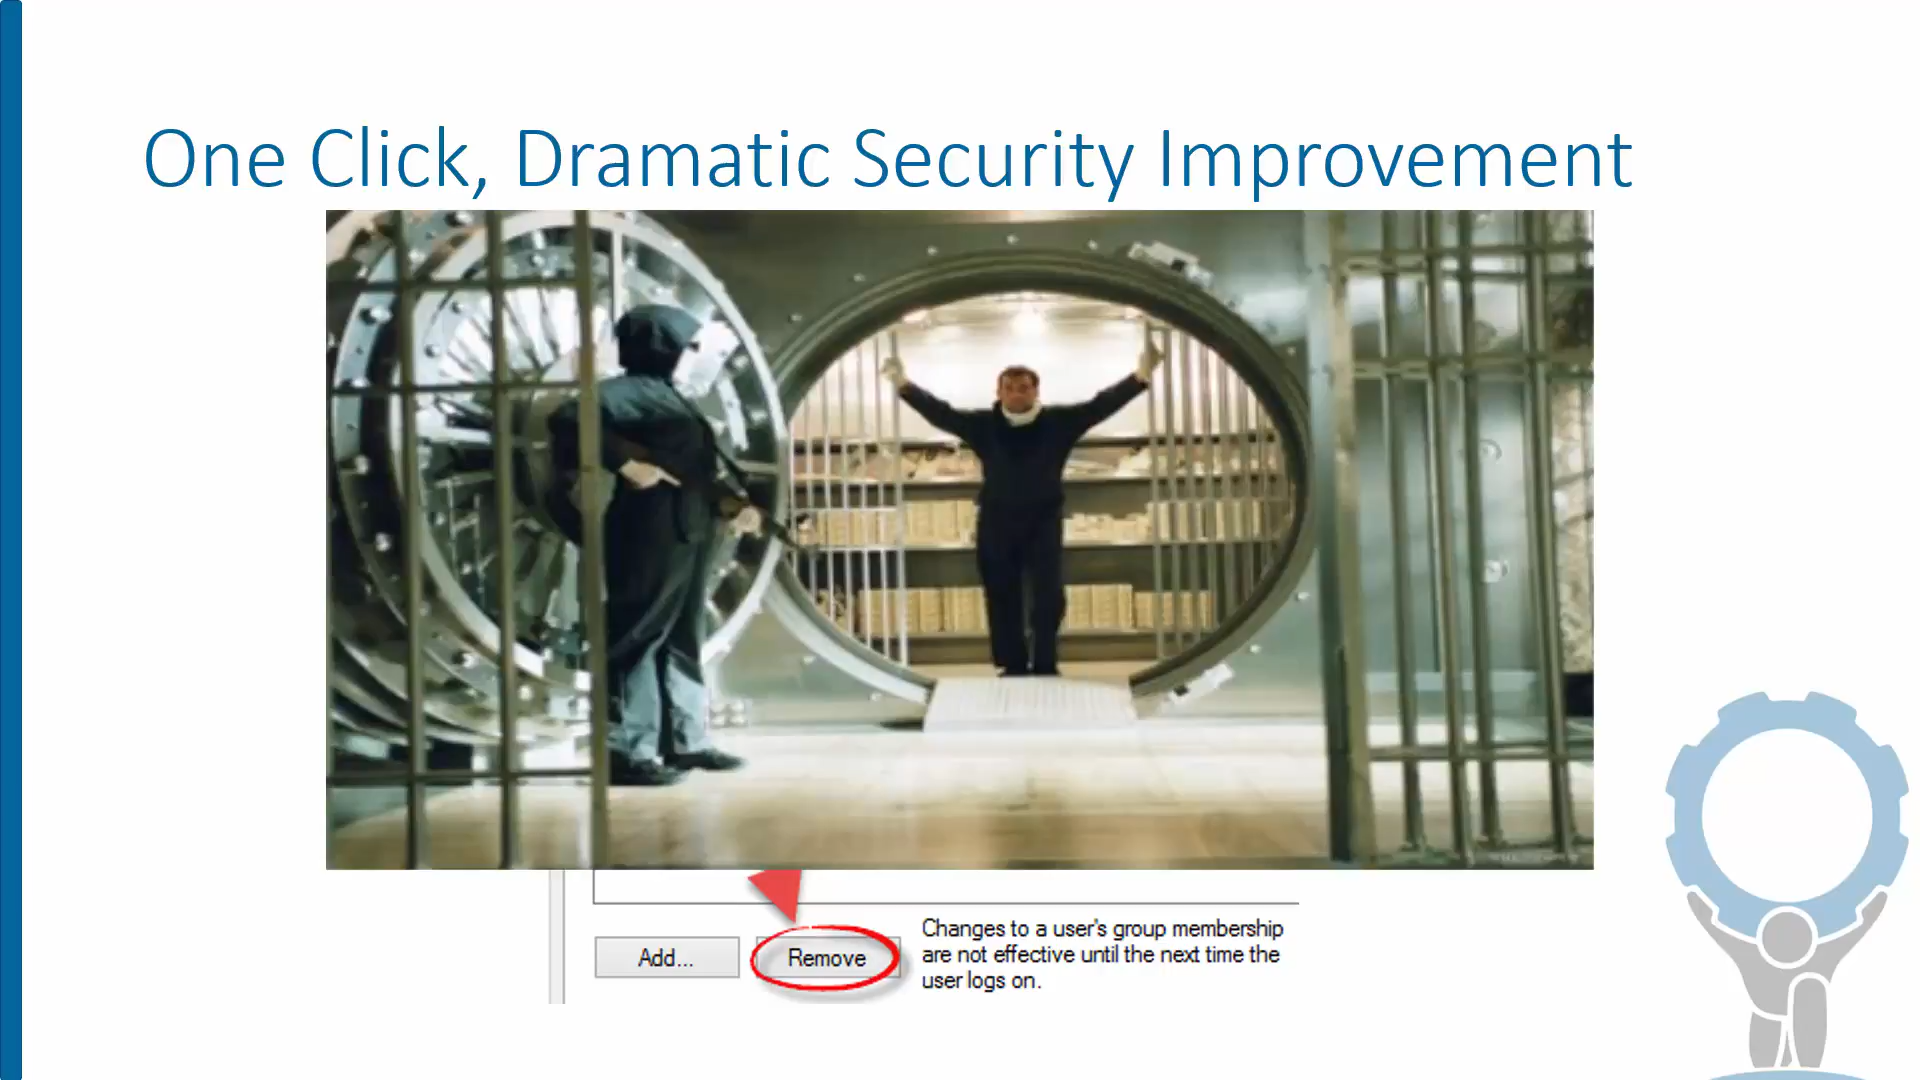 One Click, Dramatic Security Improvement
Add...
Remove
Changes to a user's group membership
are not effective until the next time the
user logs on.